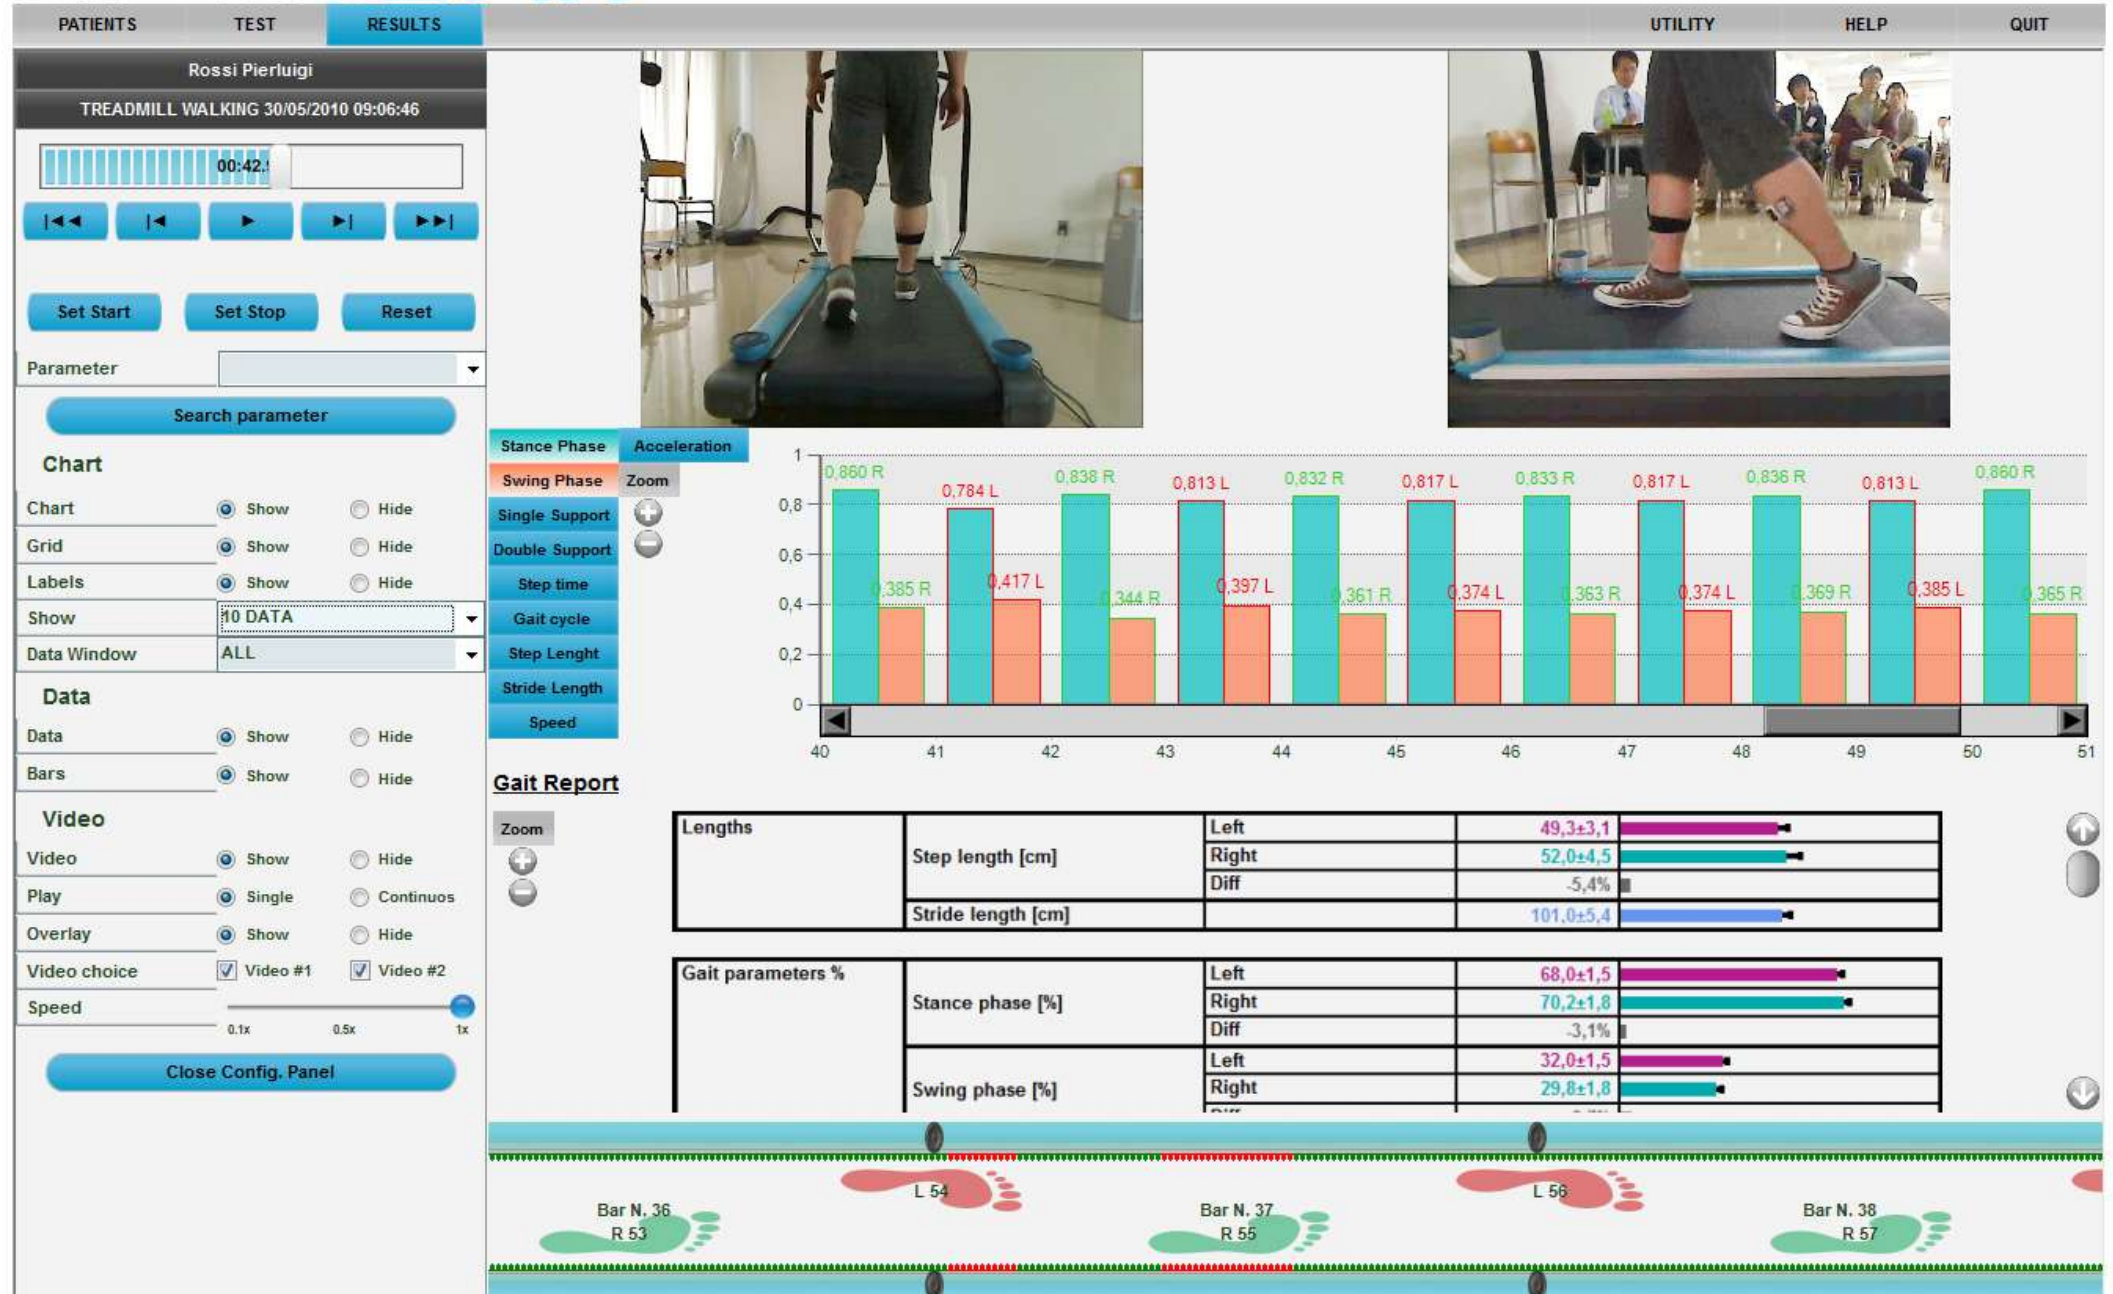 PATIENTS TEST RESULTS UTILITY HELP QUIT
Rossi Pierluigi
TREADMILL WALKING 30/05/2010 09:06:46
00:42.
Set Start Set Stop Reset
Parameter
Search parameter
Chart
Chart Show Hide
Grid Show Hide
Labels Show Hide
Show 10 DATA
Data Window ALL
Data
Data Show Hide
Bars Show Hide
Video
Video Show Hide
Play Single Continuos
Overlay Show Hide
Video choice Video #1 Video #2
Speed
0.1x 0.5x 1x
Close Config. Panel
Stance Phase Acceleration
Swing Phase Zoom
Single Support
Double Support
Step time
Gait cycle
Step Lenght
Stride Length
Speed
1
0,8
0,6
0,4
0,2
0
0,860 R 0,784 L 0,838 R 0,813 L 0,832 R 0,817 L 0,833 R 0,817 L 0,836 R 0,813 L 0,860 R
0,385 R 0,417 L 0,344 R 0,397 L 0,361 R 0,374 L 0,363 R 0,374 L 0,369 R 0,385 L 0,365 R
40 41 42 43 44 45 46 47 48 49 50 51
Gait Report
Zoom
Lengths Step length [cm] Left 49,3±3,1
Right 52,0±4,5
Diff -5,4%
Stride length [cm] 101,0±5,4
Gait parameters % Stance phase [%] Left 68,0±1,5
Right 70,2±1,8
Diff -3,1%
Swing phase [%] Left 32,0±1,5
Right 29,8±1,8
L 54 L 56
Bar N. 36 Bar N. 37 Bar N. 38
R 53 R 55 R 57